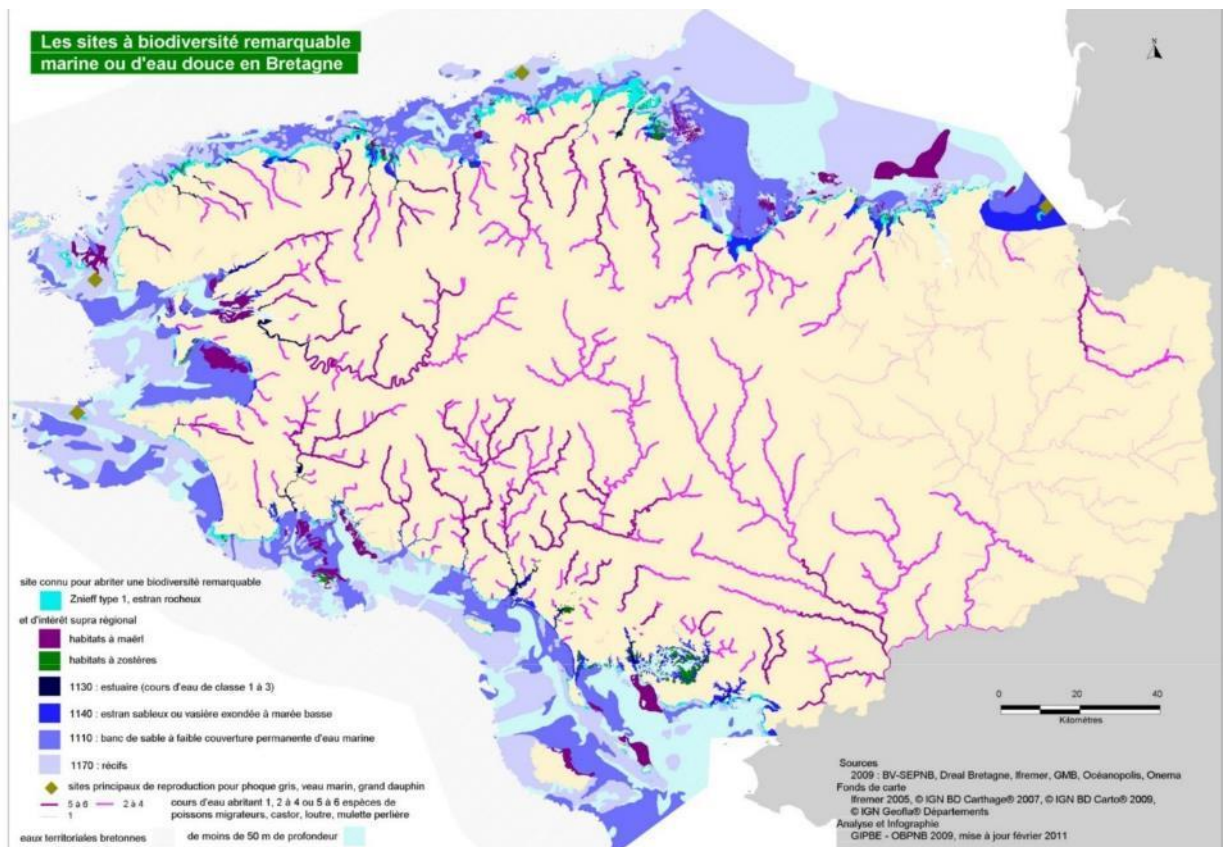 Les sites à biodiversité remarquable
marine ou d'eau douce en Bretagne
N
site connu pour abriter une biodiversité remarquable
Znieff type 1, estran rocheux
et d'intérêt supra régional
habitats à maërl
habitats à zostères
1130 : estuaire (cours d'eau de classe 1 à 3)
1140 : estran sableux ou vasière exondée à marée basse
1110 : banc de sable à faible couverture permanente d'eau marine
1170 : récifs
sites principaux de reproduction pour phoque gris, veau marin, grand dauphin
5 à 6 2 à 4 cours d'eau abritant 1, 2 à 4 ou 5 à 6 espèces de
1 poissons migrateurs, castor, loutre, mulette perlière
eaux territoriales bretonnes de moins de 50 m de profondeur
0 20 40
Kilomètres
Sources
2009 : BV-SEPNB, Dreal Bretagne, Ifremer, GMB, Océanopolis, Onema
Fonds de carte
Ifremer 2005, © IGN BD Carthage® 2007, © IGN BD Carto® 2009,
© IGN Geofla® Départements
Analyse et Infographie
GIPBE - OBPNB 2009, mise à jour février 2011